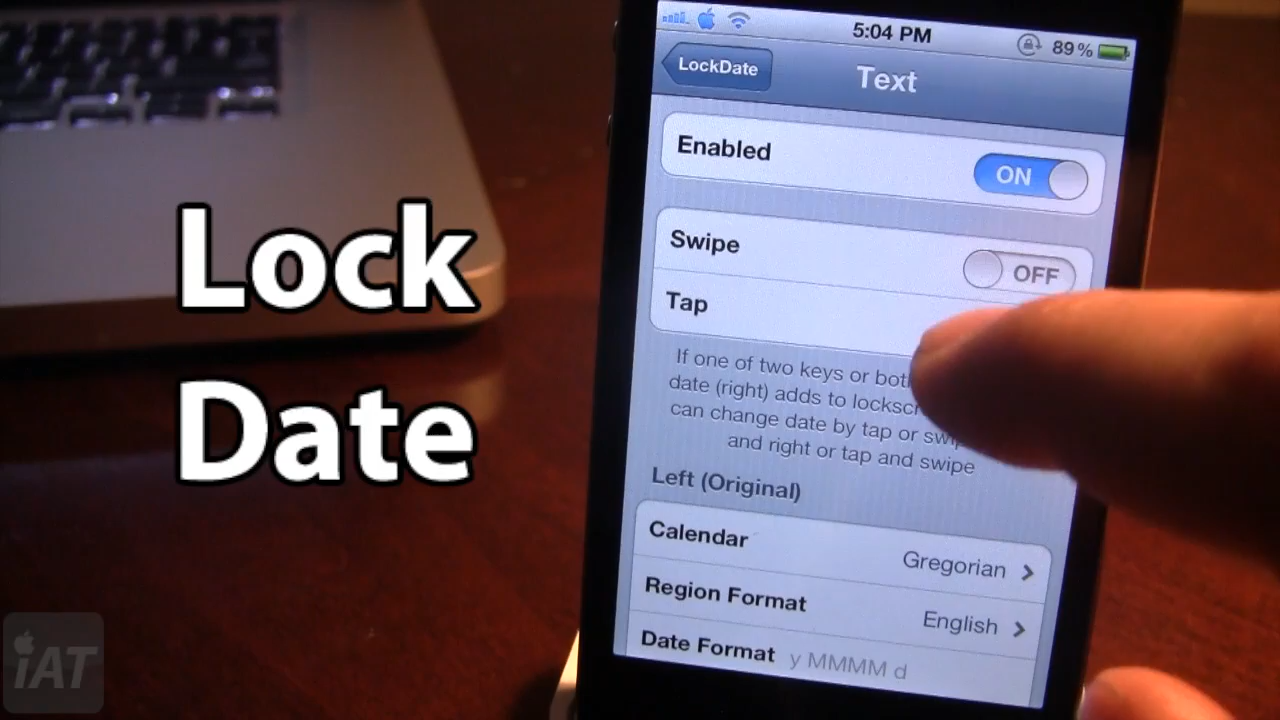 5:04 PM
89%
LockDate
Text
Enabled
ON
Swipe
OFF
Tap
If one of two keys or both
date (right) adds to
can change date by tap or
and right or tap and swipe
Left (Original)
Calendar
Gregorian
Region Format
English
Date Format y MMMM d
Lock
Date
iAT